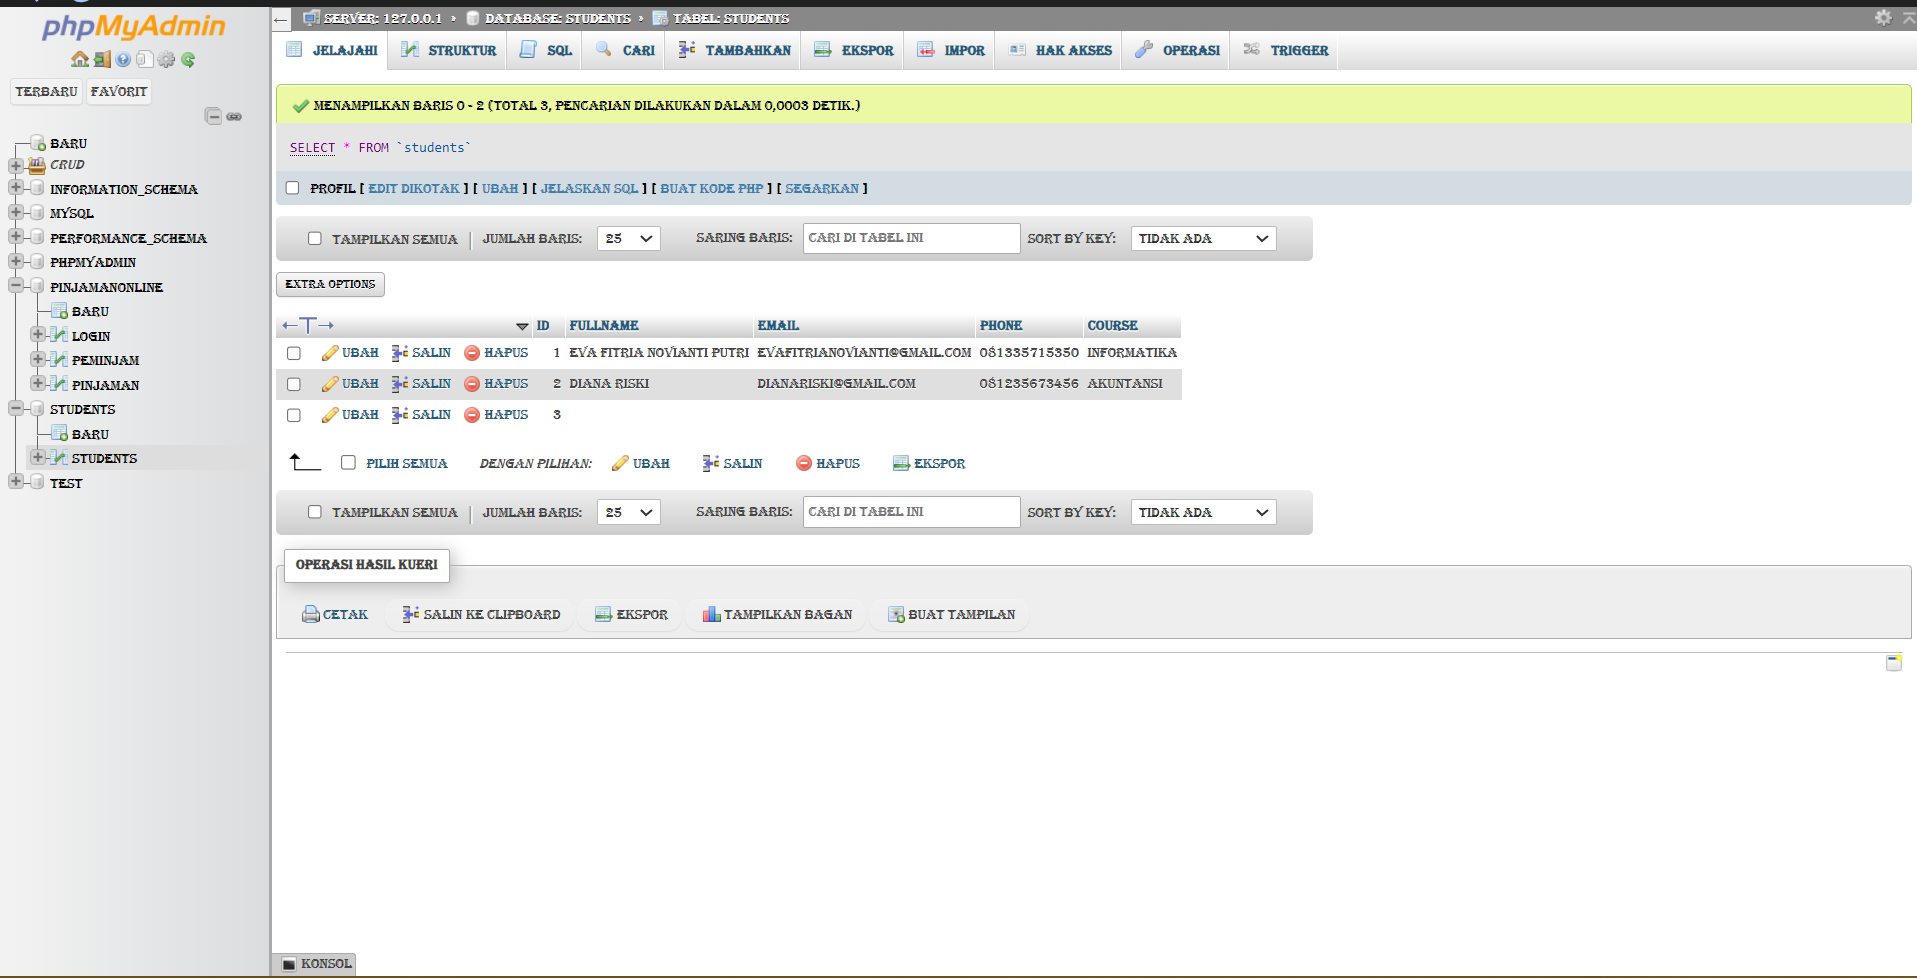 phpMyAdmin
TERBARU FAVORIT
BARU
CRUD
INFORMATION_SCHEMA
MYSQL
PERFORMANCE_SCHEMA
PHPMYADMIN
PINJAMANONLINE
BARU
LOGIN
PEMINJAM
PINJAMAN
STUDENTS
BARU
STUDENTS
TEST
SERVER: 127.0.0.1 » DATABASE: STUDENTS » TABEL: STUDENTS
JELAJAHI STRUKTUR SQL CARI TAMBAHKAN EKSPOR IMPOR HAK AKSES OPERASI TRIGGER
MENAMPILKAN BARIS 0 - 2 (TOTAL 3, PENCARIAN DILAKUKAN DALAM 0,0003 DETIK.)
SELECT * FROM `students`
PROFIL [ EDIT DIKOTAK ] [ UBAH ] [ JELASKAN SQL ] [ BUAT KODE PHP ] [ SEGARKAN ]
TAMPILKAN SEMUA | JUMLAH BARIS: 25 SARING BARIS: CARI DI TABEL INI SORT BY KEY: TIDAK ADA
EXTRA OPTIONS
←T→ ID FULLNAME EMAIL PHONE COURSE
UBAH SALIN HAPUS 1 EVA FITRIA NOVIANTI PUTRI EVAFITRIANOVIANTI@GMAIL.COM 081335715350 INFORMATIKA
UBAH SALIN HAPUS 2 DIANA RISKI DIANARISKI@GMAIL.COM 081235673456 AKUNTANSI
UBAH SALIN HAPUS 3
PILIH SEMUA DENGAN PILIHAN: UBAH SALIN HAPUS EKSPOR
TAMPILKAN SEMUA | JUMLAH BARIS: 25 SARING BARIS: CARI DI TABEL INI SORT BY KEY: TIDAK ADA
OPERASI HASIL KUERI
CETAK SALIN KE CLIPBOARD EKSPOR TAMPILKAN BAGAN BUAT TAMPILAN
KONSOL